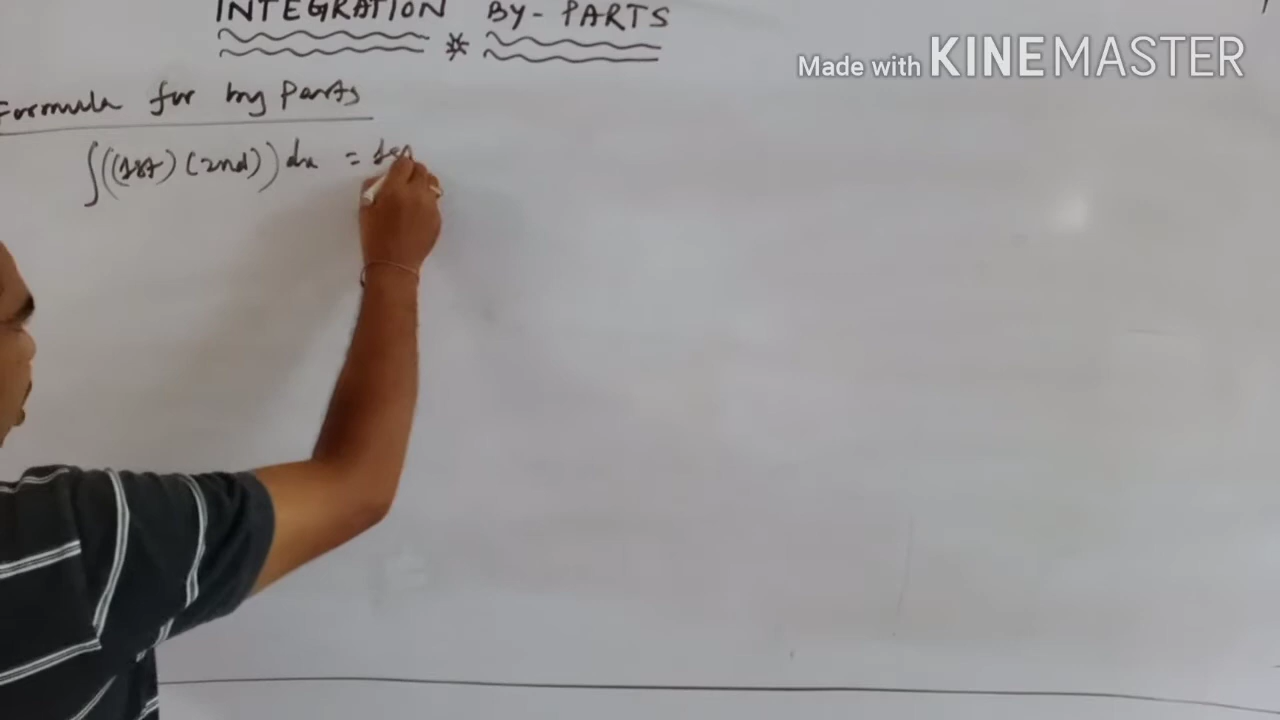 INTEGRATION BY-PARTS
Made with KINEMASTER
Formula for by Parts
∫((1st)(2nd))dx =